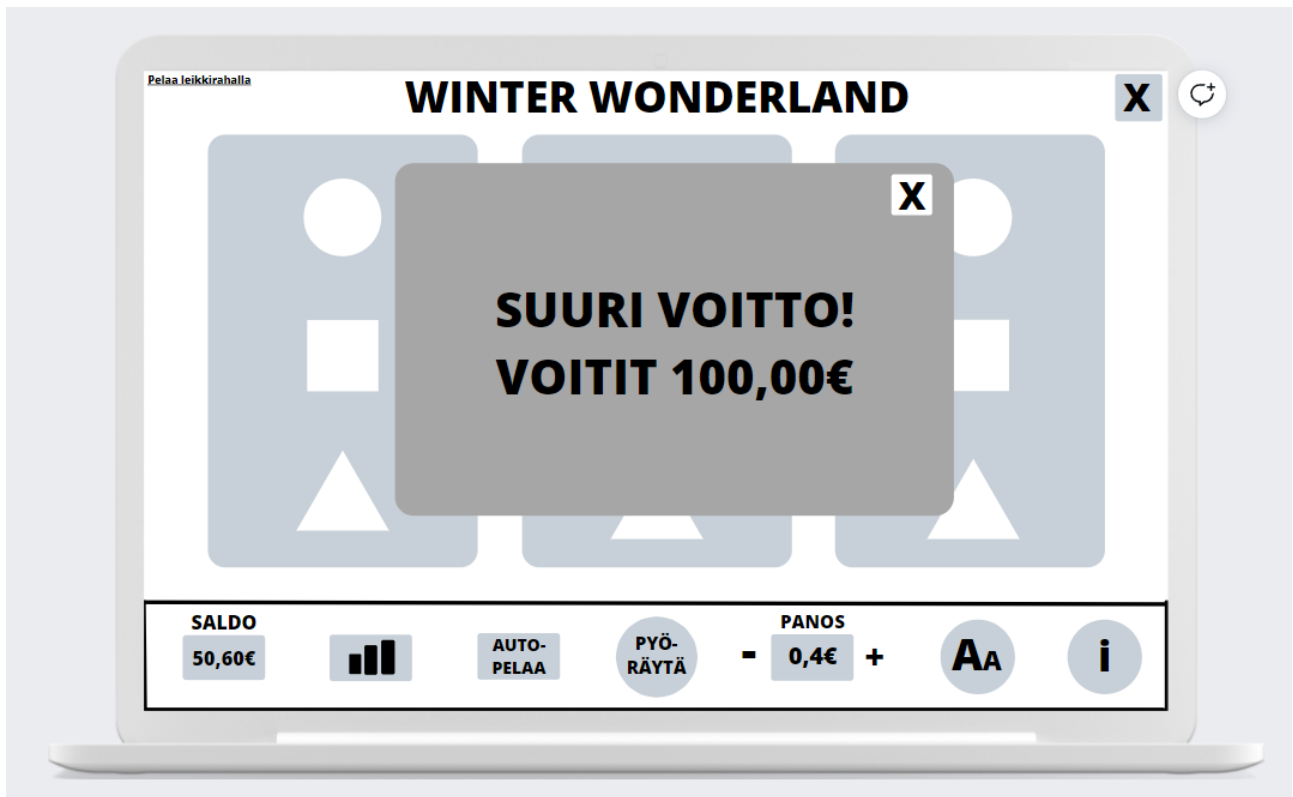 Pelaa leikkirahalla
WINTER WONDERLAND
X
X
SUURI VOITTO!
VOITIT 100,00€
SALDO
50,60€
AUTO-
PELAA
PYÖ-
RÄYTÄ
PANOS
- 0,4€ +
AA
i